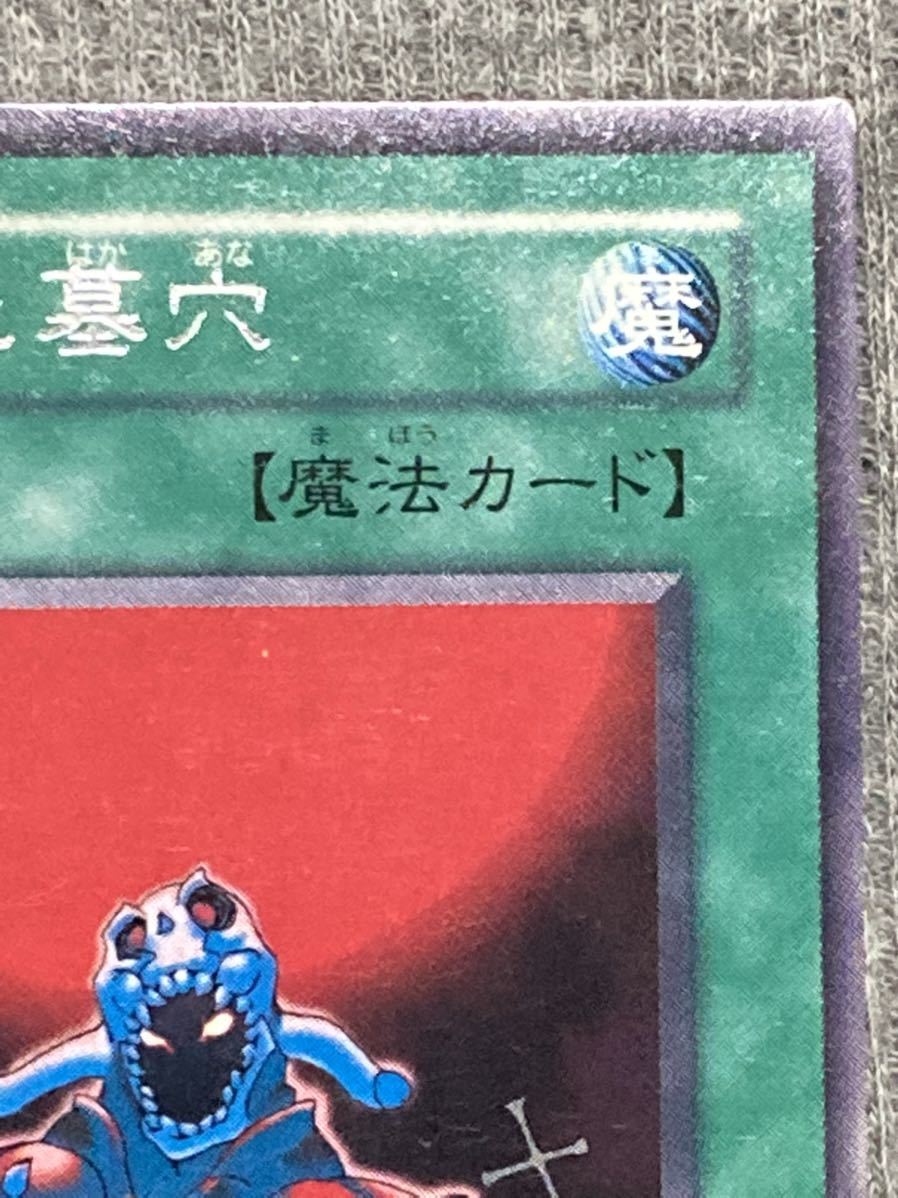 はか あな
墓穴 魔
ま ほう
【魔法カード】